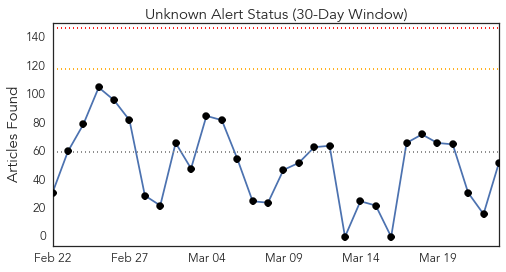 Unknown Alert Status (30-Day Window)
Articles Found
140
120
100
80
60
40
20
0
Feb 22
Feb 27
Mar 04
Mar 09
Mar 14
Mar 19